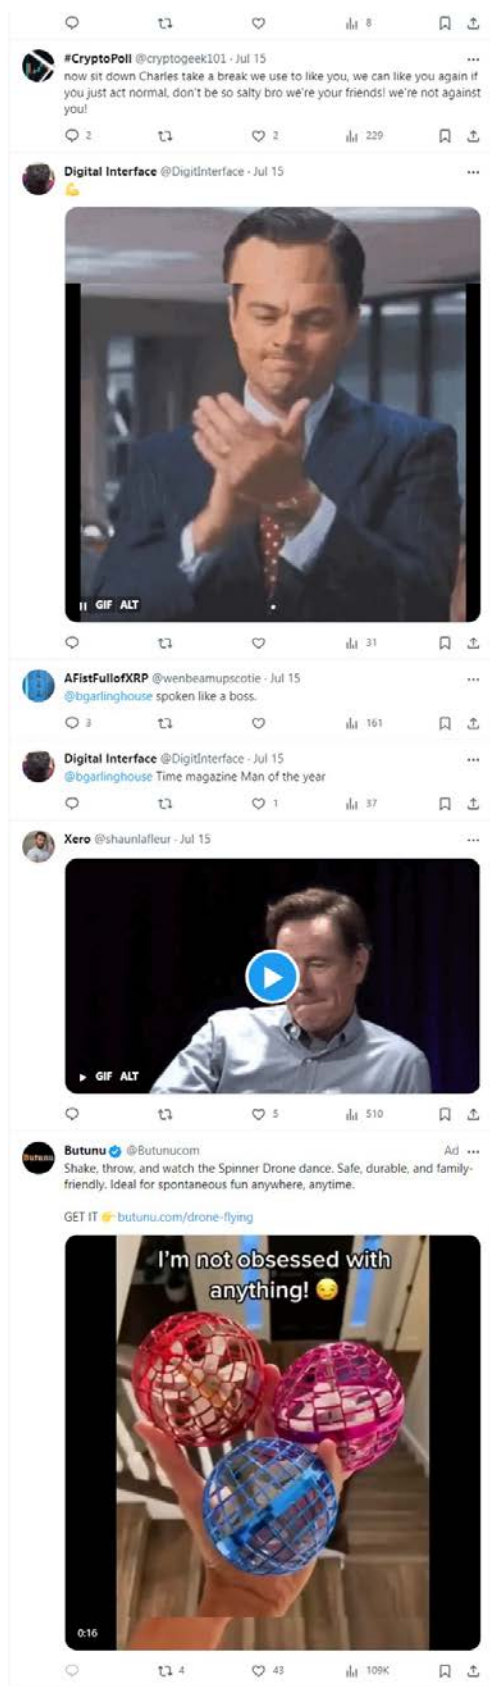 8
#CryptoPoll @cryptogeek101 · Jul 15
now sit down Charles take a break we use to like you, we can like you again if
you just act normal, don't be so salty bro we're your friends! we're not against
you!
2 2 229
Digital Interface @DigitInterface · Jul 15
💪
GIF ALT
31
AFistFullofXRP @wenbeamupscotie · Jul 15
@bgarlinghouse spoken like a boss.
3 161
Digital Interface @DigitInterface · Jul 15
@bgarlinghouse Time magazine Man of the year
1 37
Xero @shaunlafleur · Jul 15
GIF ALT
5 510
Butunu @Butunucom Ad
Shake, throw, and watch the Spinner Drone dance. Safe, durable, and family-
friendly. Ideal for spontaneous fun anywhere, anytime.
GET IT 👉 butunu.com/drone-flying
I'm not obsessed with
anything! 😏
0:16
4 43 109K